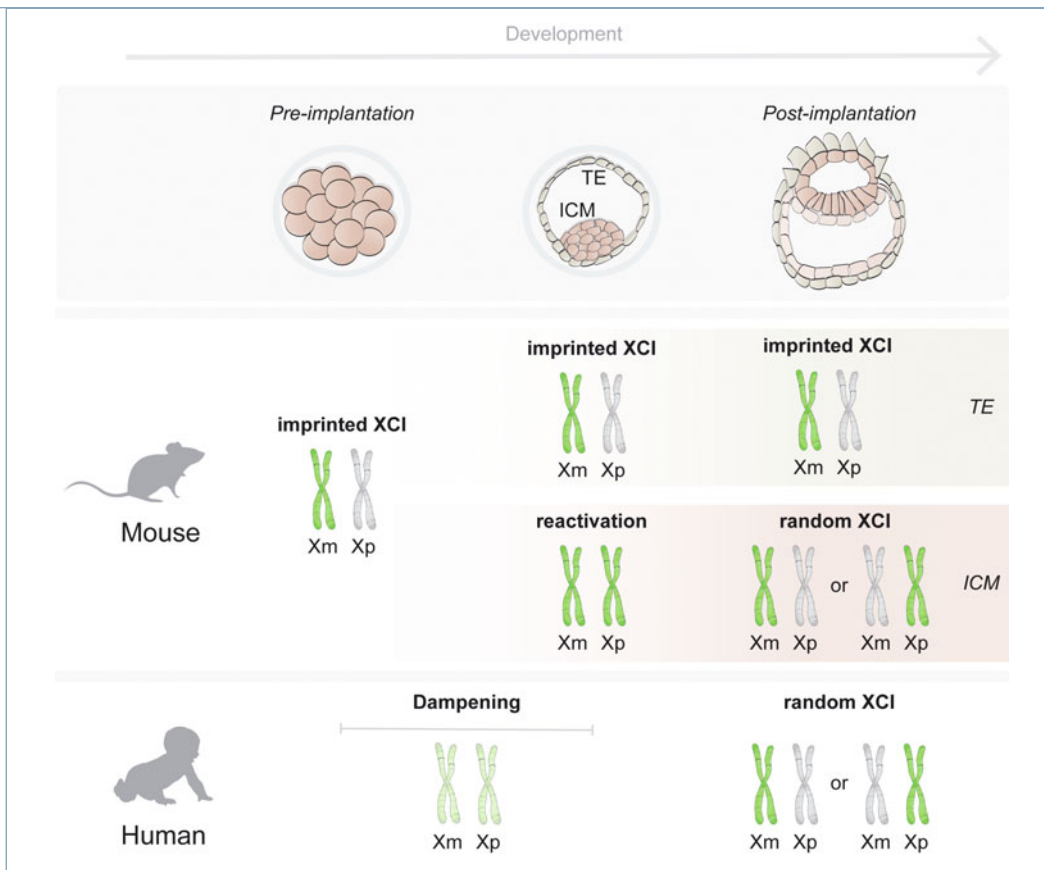 Development
Pre-implantation
Post-implantation
TE
ICM
imprinted XCI
imprinted XCI
TE
imprinted XCI
Xm Xp
Xm Xp
Mouse
Xm Xp
reactivation
random XCI
or
ICM
Xm Xp
Xm Xp
Xm Xp
Dampening
random XCI
or
Human
Xm Xp
Xm Xp
Xm Xp